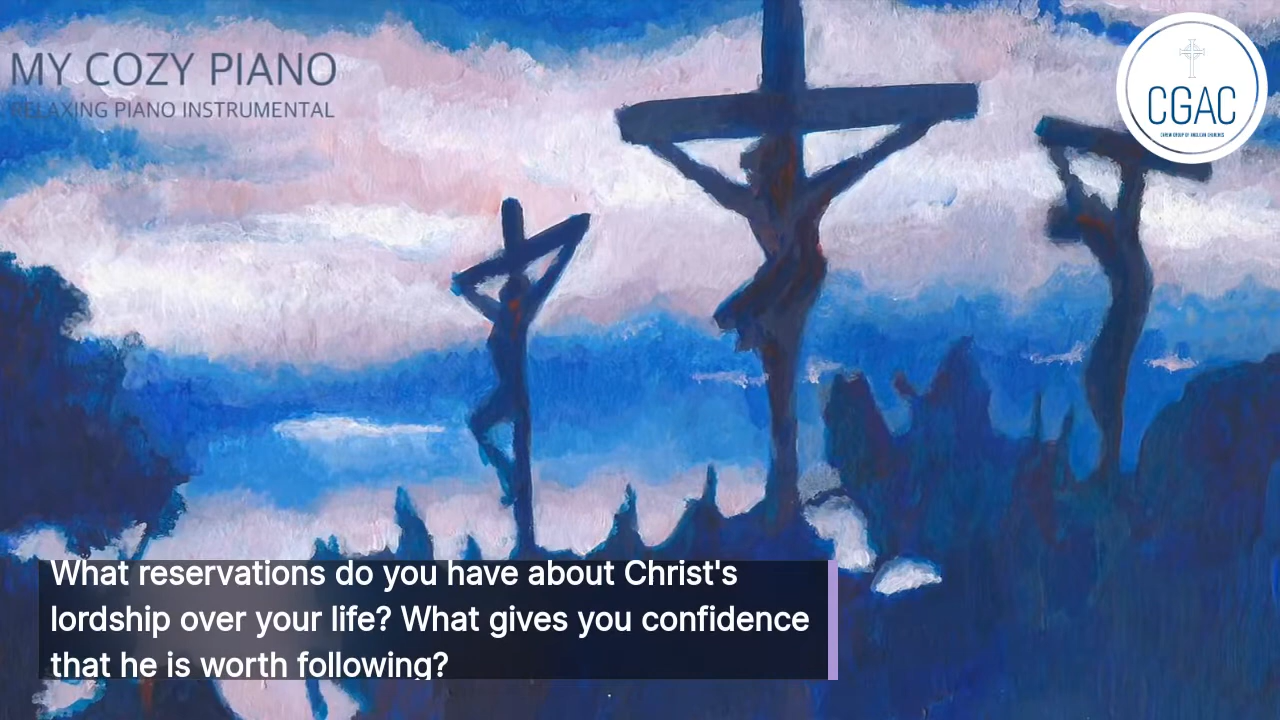 MY COZY PIANO
RELAXING PIANO INSTRUMENTAL
CGAC
What reservations do you have about Christ's
lordship over your life? What gives you confidence
that he is worth following?